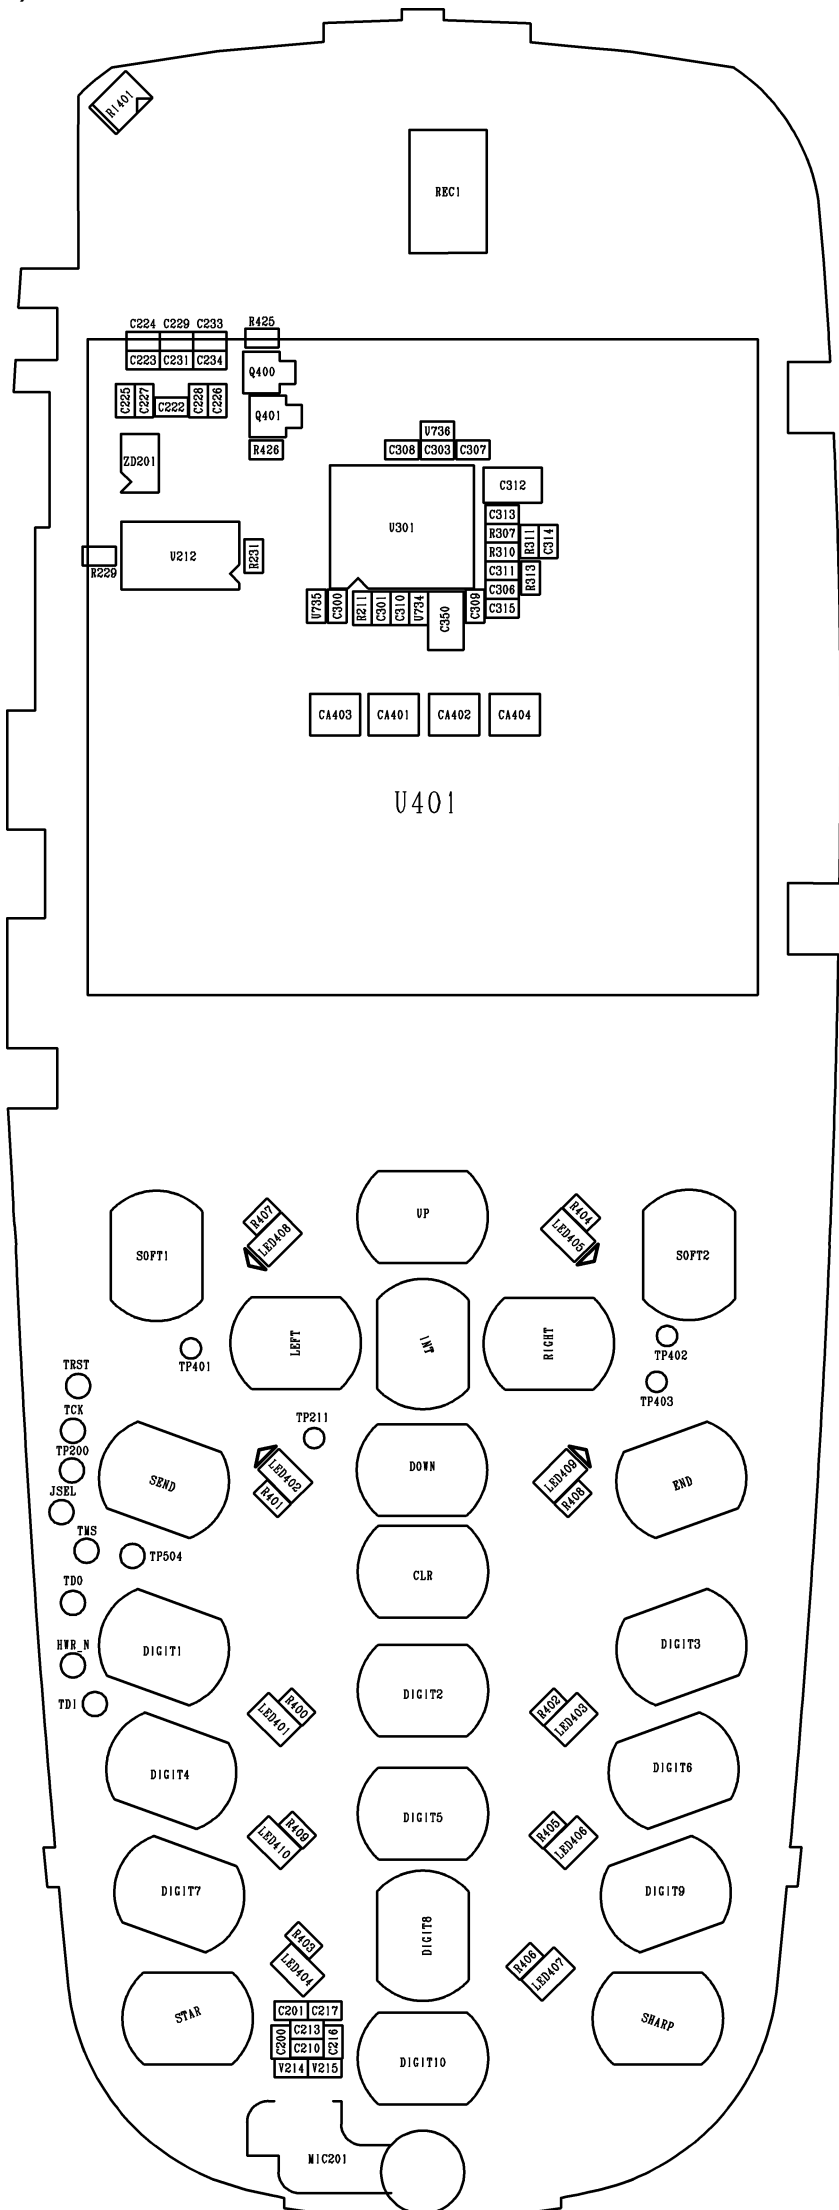 R1401
REC1
C224 C229 C233 R425
C223 C231 C234
Q400
C225 C227 C222 C228 C226
Q401
R426
ZD201
U736
C308 C303 C307
C312
U301
C313
R307
R310
R311 C314
U212
R231
R229
C311
R313
C306
C315
U735 C300 R211 C301 C310 U734 C350 C309
CA403 CA401 CA402 CA404
U401
UP
SOFT1
R407
LED408
R404
LED405
SOFT2
LEFT
INT
RIGHT
TP401
TP402
TRST
TP403
TCK
TP211
TP200
DOWN
SEND
LED402
R401
LED409
R408
END
JSEL
TMS
TP504
CLR
TDO
HWR_N
DIGIT1
DIGIT3
TDI
DIGIT2
R400
LED401
R402
LED403
DIGIT4
DIGIT6
DIGIT5
R409
LED410
R405
LED406
DIGIT7
DIGIT9
DIGIT8
R403
LED404
R406
LED407
STAR
SHARP
C201 C217
C200 C213 C216
C210
V214 V215
DIGIT10
MIC201